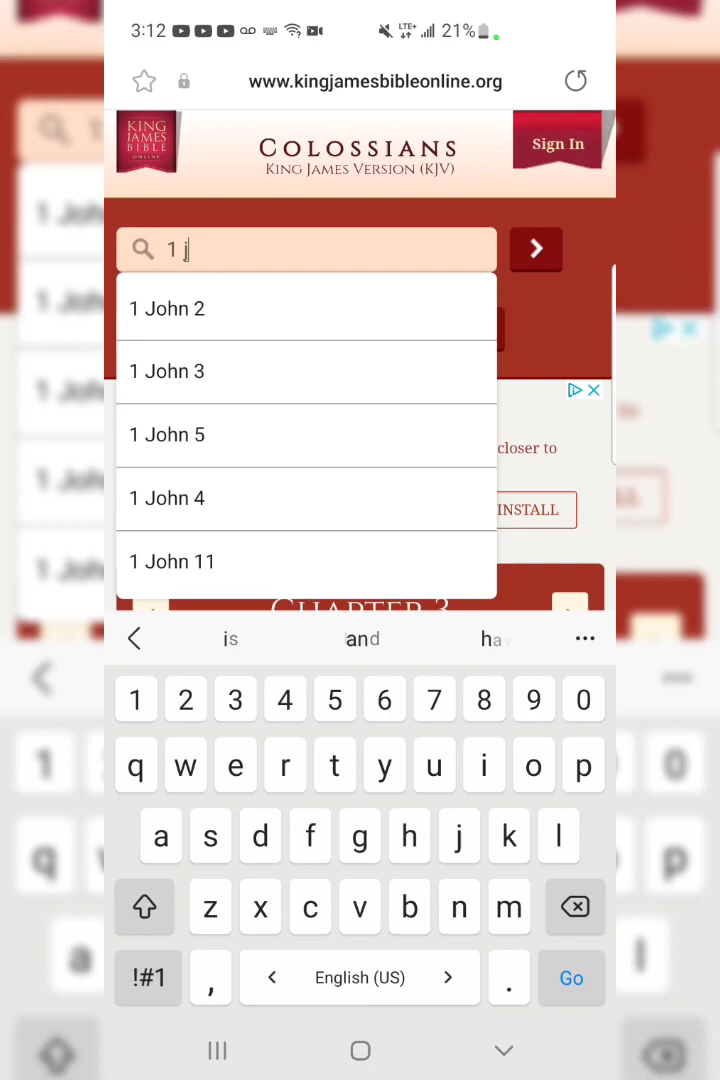 3:12 LTE+ 21%
www.kingjamesbibleonline.org
KING
JAMES
BIBLE
ONLINE
COLOSSIANS
KING JAMES VERSION (KJV)
Sign In
1 j
1 John 2
1 John 3
1 John 5
1 John 4
1 John 11
closer to
INSTALL
CHAPTER 3
is and hav
1 2 3 4 5 6 7 8 9 0
q w e r t y u i o p
a s d f g h j k l
z x c v b n m
!#1 , < English (US) > . Go